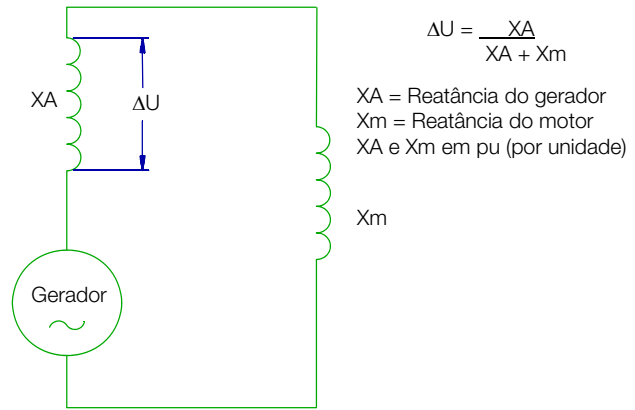 ΔU = XA
XA + Xm
XA
ΔU
XA = Reatância do gerador
Xm = Reatância do motor
XA e Xm em pu (por unidade)
Xm
Gerador